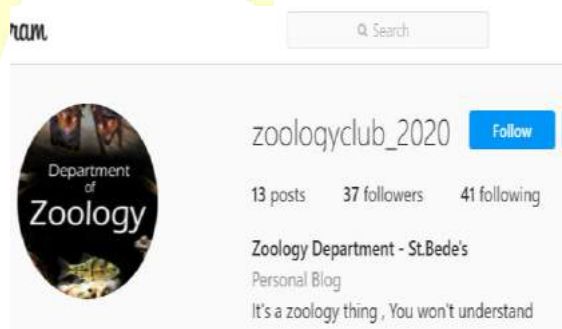 ram
Search
Department
of
Zoology
zoologyclub_2020 Follow
13 posts 37 followers 41 following
Zoology Department - St.Bede's
Personal Blog
It's a zoology thing , You won't understand